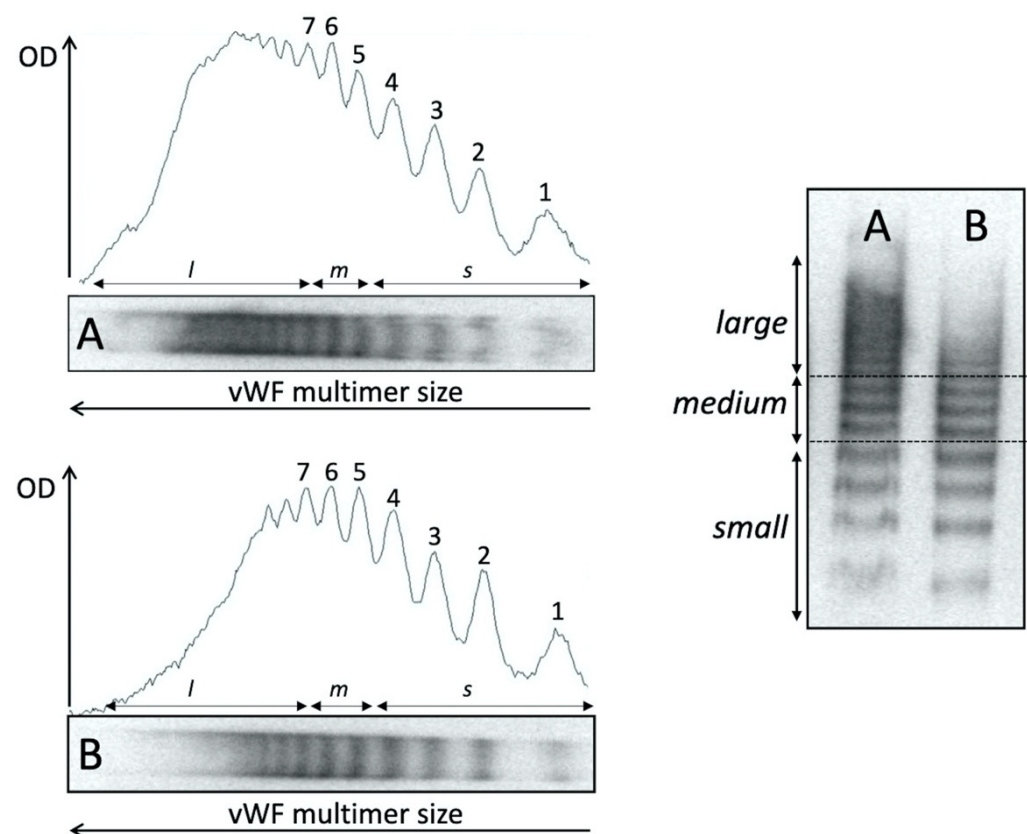 7 6
5
4
3
2
1
OD
l m s
A
vWF multimer size
7 6 5
4
3
2
1
OD
l m s
B
vWF multimer size
A B
large
medium
small